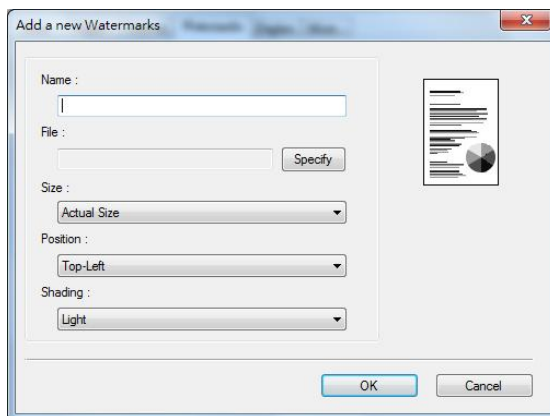 Add a new Watermarks
Name :
File :
Specify
Size :
Actual Size
Position :
Top-Left
Shading :
Light
OK
Cancel